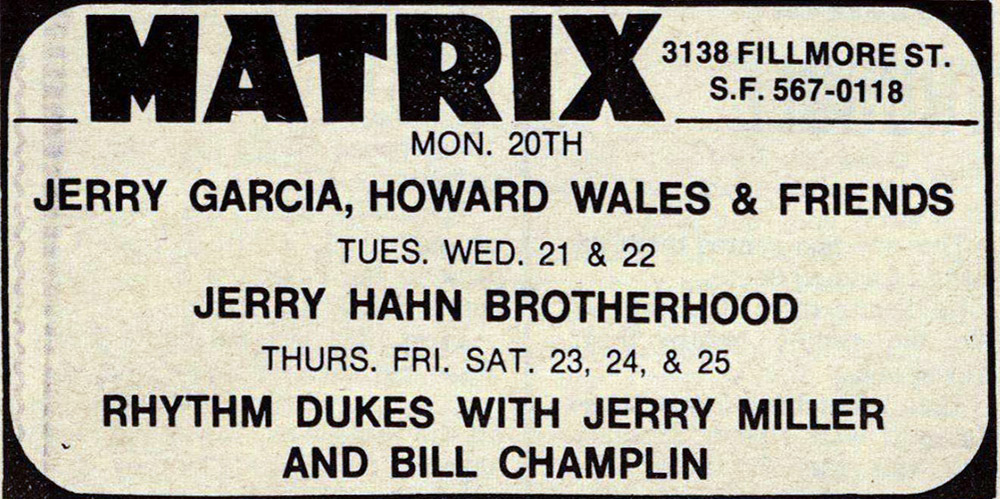 MATRIX
3138 FILLMORE ST.
S.F. 567-0118
MON. 20TH
JERRY GARCIA, HOWARD WALES & FRIENDS
TUES. WED. 21 & 22
JERRY HAHN BROTHERHOOD
THURS. FRI. SAT. 23, 24, & 25
RHYTHM DUKES WITH JERRY MILLER
AND BILL CHAMPLIN